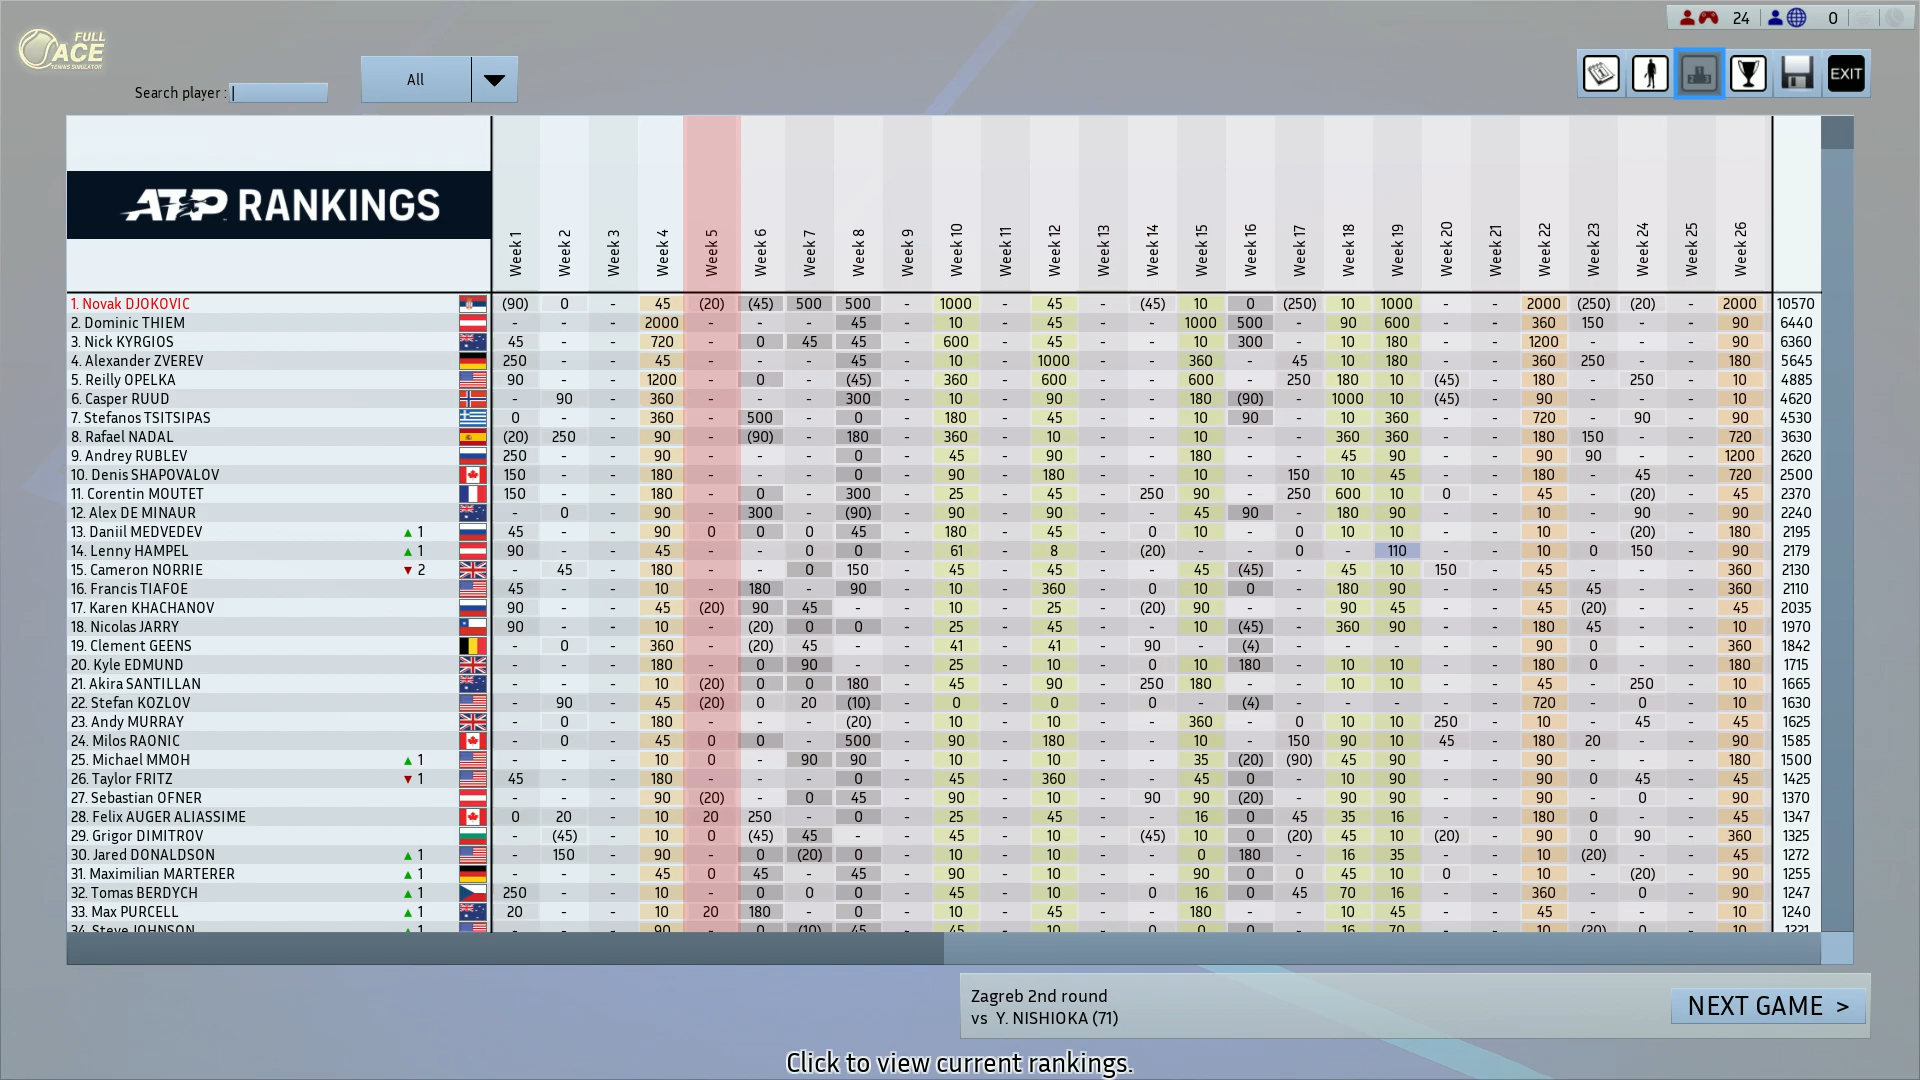 FULL
ACE
TENNIS SIMULATOR
24 0
Search player :
All
EXIT
ATP RANKINGS
Week 1 Week 2 Week 3 Week 4 Week 5 Week 6 Week 7 Week 8 Week 9 Week 10 Week 11 Week 12 Week 13 Week 14 Week 15 Week 16 Week 17 Week 18 Week 19 Week 20 Week 21 Week 22 Week 23 Week 24 Week 25 Week 26
1. Novak DJOKOVIC (90) 0 - 45 (20) (45) 500 500 - 1000 - 45 - (45) 10 0 (250) 10 1000 - - 2000 (250) (20) - 2000 10570
2. Dominic THIEM - - - 2000 - - - 45 - 10 - 45 - - 1000 500 - 90 600 - - 360 150 - - 90 6440
3. Nick KYRGIOS 45 - - 720 - 0 45 45 - 600 - 45 - - 10 300 - 10 180 - - 1200 - - - 90 6360
4. Alexander ZVEREV 250 - - 45 - - - 45 - 10 - 1000 - - 360 - 45 10 180 - - 360 250 - - 180 5645
5. Reilly OPELKA 90 - - 1200 - 0 - (45) - 360 - 600 - - 600 - 250 180 10 (45) - 180 - 250 - 10 4885
6. Casper RUUD - 90 - 360 - - - 300 - 10 - 90 - - 180 (90) - 1000 10 (45) - 90 - - - 10 4620
7. Stefanos TSITSIPAS 0 - - 360 - 500 - - - 180 - 45 - - 10 90 - 10 360 - - 720 - 90 - 90 4530
8. Rafael NADAL (20) 250 - 90 - (90) - 180 - 360 - 10 - - 10 - - 360 360 - - 180 150 - - 720 3630
9. Andrey RUBLEV 250 - - 90 - - - 0 - 45 - 90 - - 180 - - 45 90 - - 90 90 - - 1200 2620
10. Denis SHAPOVALOV 150 - - 180 - - - 0 - 90 - 180 - - 10 - 150 10 45 - - 180 - 45 - 720 2500
11. Corentin MOUTET 150 - - 180 - 0 - 300 - 25 - 45 - 250 90 - 250 600 10 0 - 45 - (20) - 45 2370
12. Alex DE MINAUR - 0 - 90 - 300 - (90) - 90 - 90 - - 45 90 - 180 90 - - 10 - 90 - 90 2240
13. Daniil MEDVEDEV ▲ 1 45 - - 90 0 0 0 45 - 180 - 10 - 0 10 - 0 10 10 - - 10 - (20) - 180 2195
14. Lenny HAMPEL ▲ 1 90 - - 45 - - 0 0 - 61 - 8 - (20) - - 0 - 110 - - 10 0 150 - 90 2179
15. Cameron NORRIE ▼ 2 - 45 - 180 - - 0 150 - 45 - 45 - - 45 (45) - 45 10 150 - 45 - - - 360 2130
16. Francis TIAFOE 45 - - 10 - 180 - 90 - 10 - 360 - 0 10 0 - 180 90 - - 45 45 - - 360 2110
17. Karen KHACHANOV 90 - - 45 (20) 90 45 - - 10 - 25 - (20) 90 - - 90 45 - - 45 (20) - - 45 2035
18. Nicolas JARRY 90 - - 10 - (20) 0 0 - 25 - 45 - - 10 (45) - 360 90 - - 180 45 - - 10 1970
19. Clement GEENS - 0 - 360 - (20) 45 - - 41 - 41 - 90 - (4) - - - - - 90 0 - - 360 1842
20. Kyle EDMUND - - - 180 - 0 90 - - 25 - 10 - 0 10 180 - 10 10 - - 180 0 - - 180 1715
21. Akira SANTILLAN - - - 10 (20) 0 0 180 - 45 - 90 - 250 180 - - 10 10 - - 45 - 250 - 10 1665
22. Stefan KOZLOV - 90 - 45 (20) 0 20 (10) - 0 - 0 - 0 - (4) - - - - - 720 - 0 - 10 1630
23. Andy MURRAY - 0 - 180 - - - (20) - 10 - 10 - - 360 - 0 10 10 250 - 10 - 45 - 45 1625
24. Milos RAONIC - 0 - 45 0 0 - 500 - 90 - 180 - - 10 - 150 90 10 45 - 180 20 - - 90 1585
25. Michael MMOH ▲ 1 - - - 10 0 - 90 90 - 10 - 10 - - 35 (20) (90) 45 90 - - 45 - - - 180 1500
26. Taylor FRITZ ▼ 1 45 - - 180 - - - 0 - 45 - 360 - - 45 0 - 10 90 - - 90 0 45 - 45 1425
27. Sebastian OFNER - - - 90 (20) - 0 45 - 90 - 10 - 90 90 (20) - 90 90 - - 90 - 0 - 10 1370
28. Felix AUGER ALIASSIME 0 20 - 10 20 250 - 0 - 25 - 45 - - 16 0 45 35 16 - - 180 0 - - 45 1347
29. Grigor DIMITROV - (45) - 10 0 (45) 45 - - 45 - 10 - (45) 10 0 (20) 45 10 (20) - 90 0 90 - 360 1325
30. Jared DONALDSON ▲ 1 - 150 - 90 - 0 (20) 0 - 10 - 10 - - 0 180 - 16 35 - - 10 (20) - - 45 1272
31. Maximilian MARTERER ▲ 1 - - - 45 0 45 - 45 - 90 - 10 - - 90 0 0 45 10 0 - 10 - (20) - 10 1255
32. Tomas BERDYCH ▲ 1 250 - - 10 - 0 0 0 - 45 - 10 - 0 16 0 45 70 16 - - 360 - 0 - 90 1247
33. Max PURCELL ▲ 1 20 - - 10 20 180 - 0 - 10 - 45 - - 180 - - 10 45 - - 45 - - - 10 1240
34. Steve JOHNSON ▲ 1 - - - 90 - 0 (10) 45 - 45 - 10 - 0 0 0 - 16 70 - - 10 (20) 0 - 10 1221
Zagreb 2nd round
vs Y. NISHIOKA (71)
NEXT GAME >
Click to view current rankings.